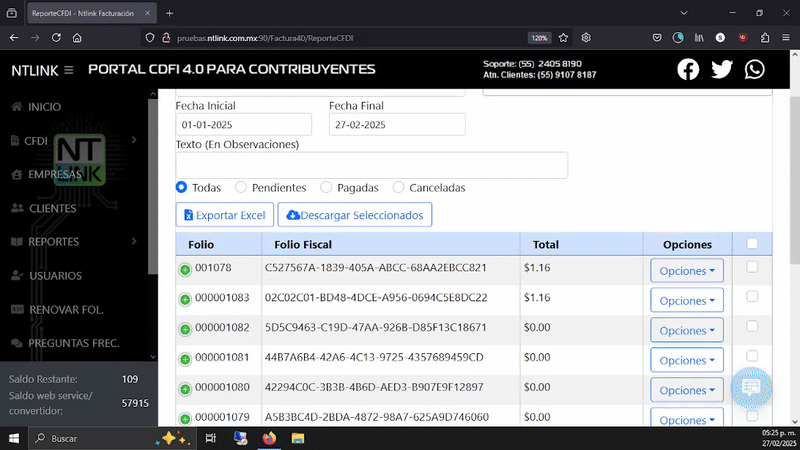 ReporteCFDI - Ntlink Facturación
pruebas.ntlink.com.mx:90/Factura40/ReporteCFDI
120%
NTLINK
PORTAL CDFI 4.0 PARA CONTRIBUYENTES
Soporte: (55) 2405 8190
Atn. Clientes: (55) 9107 8187
INICIO
CFDI
EMPRESAS
CLIENTES
REPORTES
USUARIOS
RENOVAR FOL.
PREGUNTAS FREC.
NT
LINK
Saldo Restante: 109
Saldo web service/
convertidor: 57915
Fecha Inicial Fecha Final
01-01-2025 27-02-2025
Texto (En Observaciones)
Todas Pendientes Pagadas Canceladas
Exportar Excel Descargar Seleccionados
Folio Folio Fiscal Total Opciones
001078 C527567A-1839-405A-ABCC-68AA2EBCC821 $1.16 Opciones
000001083 02C02C01-BD48-4DCE-A956-0694C5E8DC22 $1.16 Opciones
000001082 5D5C9463-C19D-47AA-926B-D85F13C18671 $0.00 Opciones
000001081 44B7A6B4-42A6-4C13-9725-4357689459CD $0.00 Opciones
000001080 42294C0C-3B3B-4B6D-AED3-B907E9F12897 $0.00 Opciones
000001079 A5B3BC4D-2BDA-4872-98A7-625A9D746060 $0.00 Opciones
Buscar
05:25 p. m.
27/02/2025